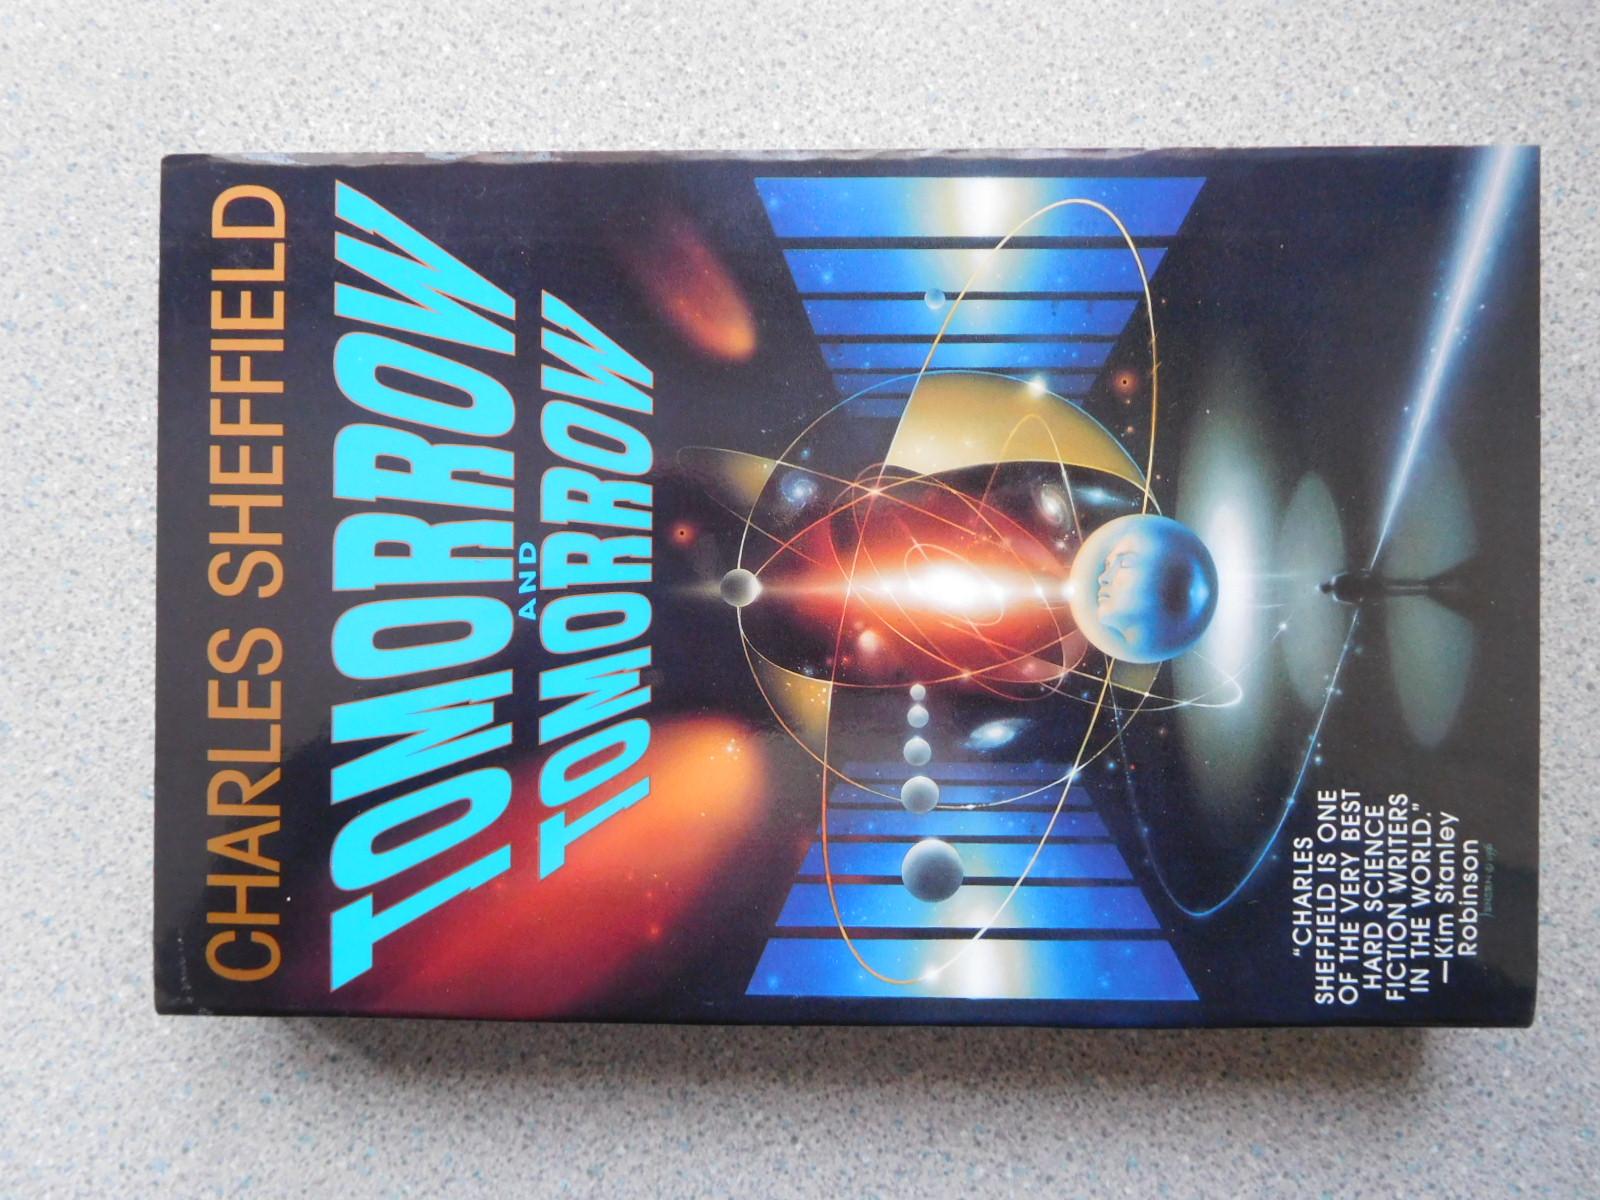 CHARLES SHEFFIELD
TOMORROW
AND
TOMORROW
"CHARLES
SHEFFIELD IS ONE
OF THE VERY BEST
HARD SCIENCE
FICTION WRITERS
IN THE WORLD."
—Kim Stanley
Robinson